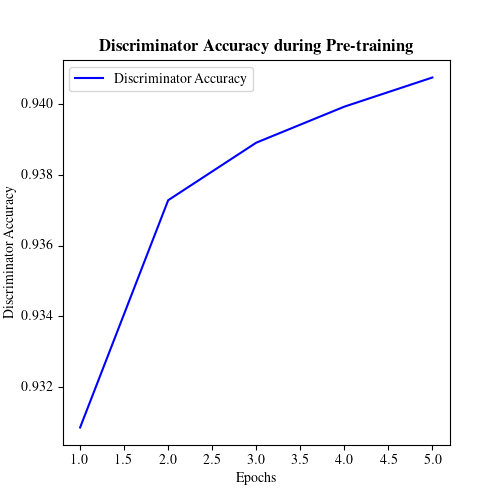 Discriminator Accuracy during Pre-training
Discriminator Accuracy
0.940
0.938
0.936
0.934
0.932
Discriminator Accuracy
1.0 1.5 2.0 2.5 3.0 3.5 4.0 4.5 5.0
Epochs